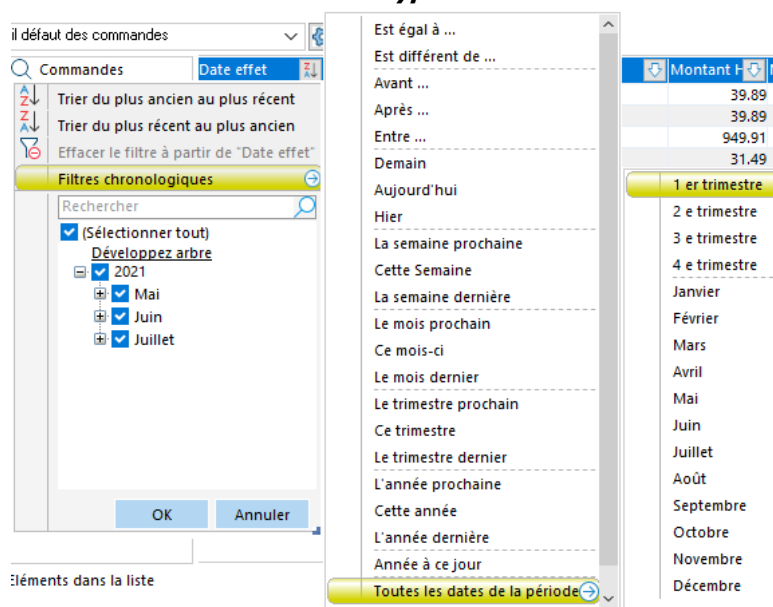 il défaut des commandes
Commandes
Date effet
Trier du plus ancien au plus récent
Trier du plus récent au plus ancien
Effacer le filtre à partir de "Date effet"
Filtres chronologiques
Rechercher
(Sélectionner tout)
Développez arbre
2021
Mai
Juin
Juillet
OK
Annuler
Eléments dans la liste
Est égal à ...
Est différent de ...
Avant ...
Après ...
Entre ...
Demain
Aujourd'hui
Hier
La semaine prochaine
Cette Semaine
La semaine dernière
Le mois prochain
Ce mois-ci
Le mois dernier
Le trimestre prochain
Ce trimestre
Le trimestre dernier
L'année prochaine
Cette année
L'année dernière
Année à ce jour
Toutes les dates de la période
Montant H
39.89
39.89
949.91
31.49
1 er trimestre
2 e trimestre
3 e trimestre
4 e trimestre
Janvier
Février
Mars
Avril
Mai
Juin
Juillet
Août
Septembre
Octobre
Novembre
Décembre